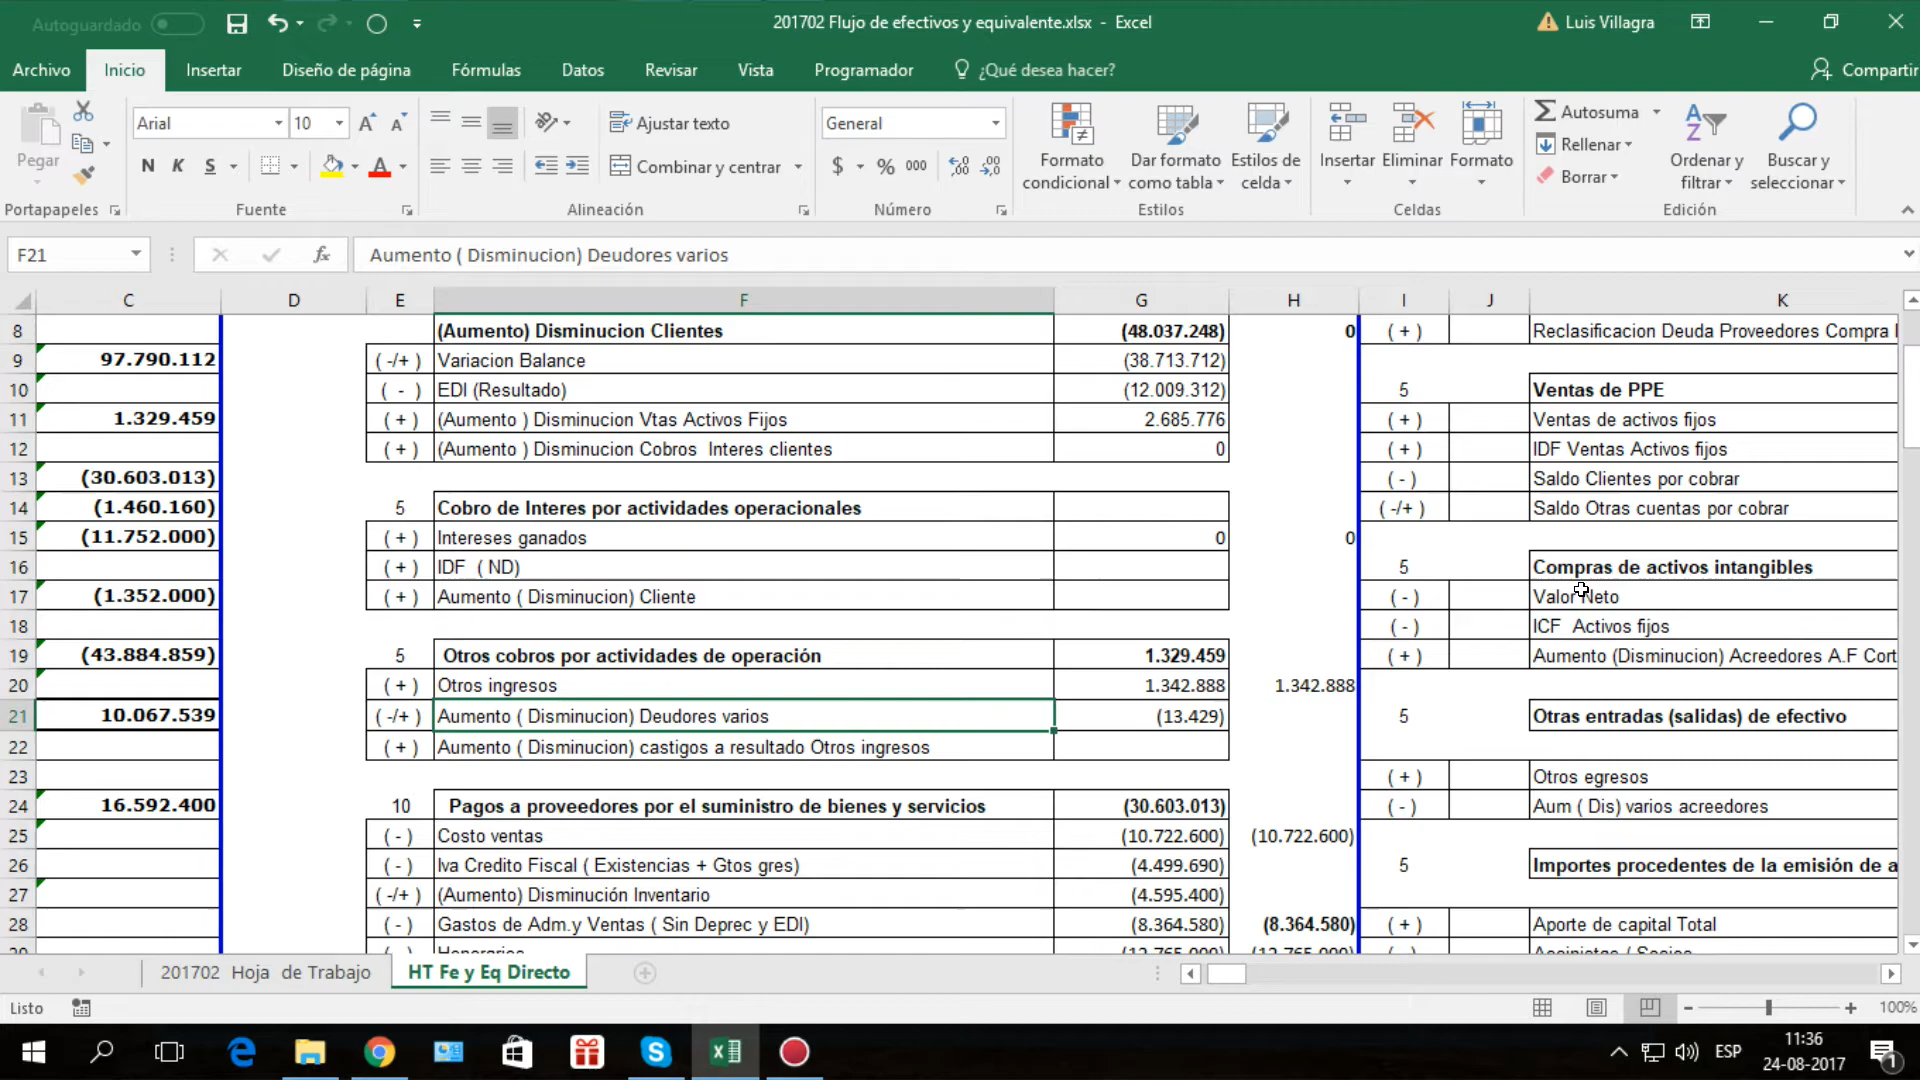 Autoguardado
201702 Flujo de efectivos y equivalente.xlsx - Excel
Luis Villagra
Archivo Inicio Insertar Diseño de página Fórmulas Datos Revisar Vista Programador ¿Qué desea hacer? Compartir
Arial 10 Ajustar texto General Autosuma
Pegar N K S Combinar y centrar $ % 000 Formato condicional Dar formato como tabla Estilos de celda Insertar Eliminar Formato Rellenar Borrar Ordenar y filtrar Buscar y seleccionar
Portapapeles Fuente Alineación Número Estilos Celdas Edición
F21 fx Aumento ( Disminucion) Deudores varios
C D E F G H I J K
8 (Aumento) Disminucion Clientes (48.037.248) 0 ( + ) Reclasificacion Deuda Proveedores Compra
9 97.790.112 ( -/+ ) Variacion Balance (38.713.712)
10 ( - ) EDI (Resultado) (12.009.312) 5 Ventas de PPE
11 1.329.459 ( + ) (Aumento ) Disminucion Vtas Activos Fijos 2.685.776 ( + ) Ventas de activos fijos
12 ( + ) (Aumento ) Disminucion Cobros Interes clientes 0 ( + ) IDF Ventas Activos fijos
13 (30.603.013) ( - ) Saldo Clientes por cobrar
14 (1.460.160) 5 Cobro de Interes por actividades operacionales ( -/+ ) Saldo Otras cuentas por cobrar
15 (11.752.000) ( + ) Intereses ganados 0 0
16 ( + ) IDF ( ND) 5 Compras de activos intangibles
17 (1.352.000) ( + ) Aumento ( Disminucion) Cliente ( - ) Valor Neto
18 ( - ) ICF Activos fijos
19 (43.884.859) 5 Otros cobros por actividades de operación 1.329.459 ( + ) Aumento (Disminucion) Acreedores A.F Cort
20 ( + ) Otros ingresos 1.342.888 1.342.888
21 10.067.539 ( -/+ ) Aumento ( Disminucion) Deudores varios (13.429) 5 Otras entradas (salidas) de efectivo
22 ( + ) Aumento ( Disminucion) castigos a resultado Otros ingresos
23 ( + ) Otros egresos
24 16.592.400 10 Pagos a proveedores por el suministro de bienes y servicios (30.603.013) ( - ) Aum ( Dis) varios acreedores
25 ( - ) Costo ventas (10.722.600) (10.722.600)
26 ( - ) Iva Credito Fiscal ( Existencias + Gtos gres) (4.499.690) 5 Importes procedentes de la emisión de a
27 ( -/+ ) (Aumento) Disminución Inventario (4.595.400)
28 ( - ) Gastos de Adm.y Ventas ( Sin Deprec y EDI) (8.364.580) (8.364.580) ( + ) Aporte de capital Total
201702 Hoja de Trabajo HT Fe y Eq Directo
Listo 100%
11:36
ESP
24-08-2017
1